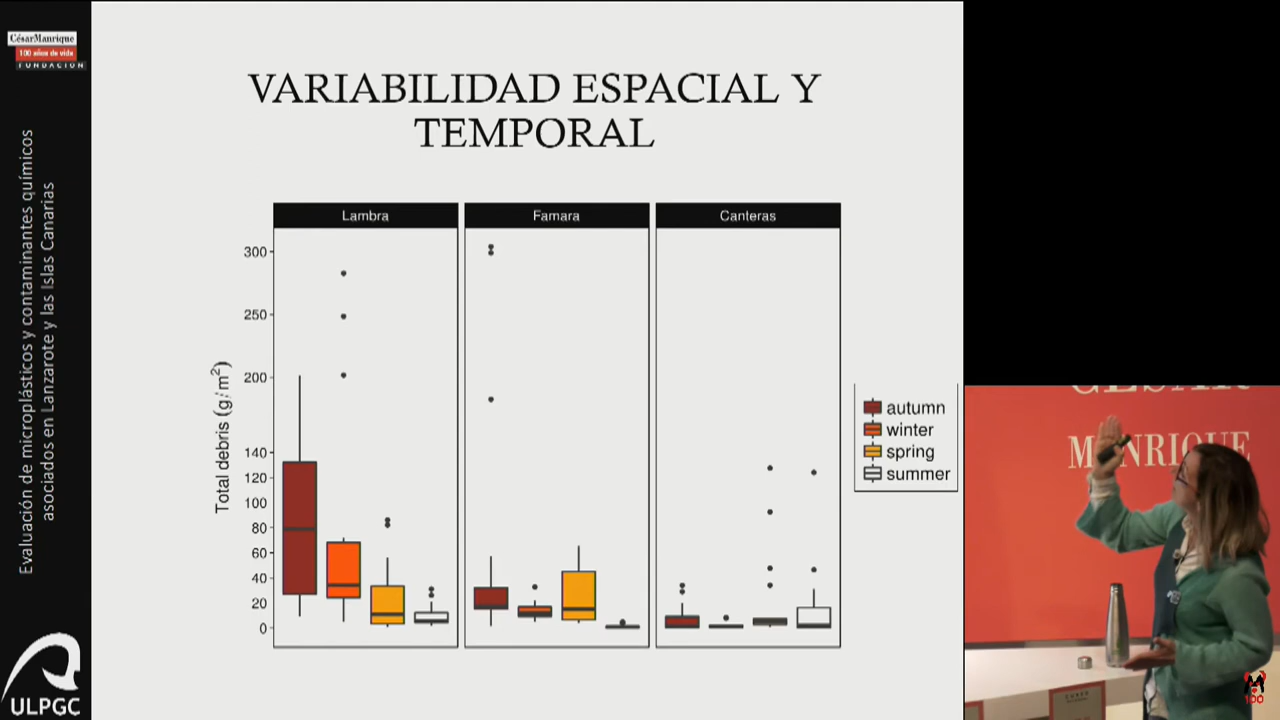 CésarManrique
100 años de vida
FUNDACIÓN
Evaluación de microplásticos y contaminantes químicos
asociados en Lanzarote y las Islas Canarias
ULPGC
VARIABILIDAD ESPACIAL Y
TEMPORAL
Lambra
Famara
Canteras
Total debris (g/m²)
300
250
200
140
120
100
80
60
40
20
0
autumn
winter
spring
summer
CÉSAR
MANRIQUE
M
100